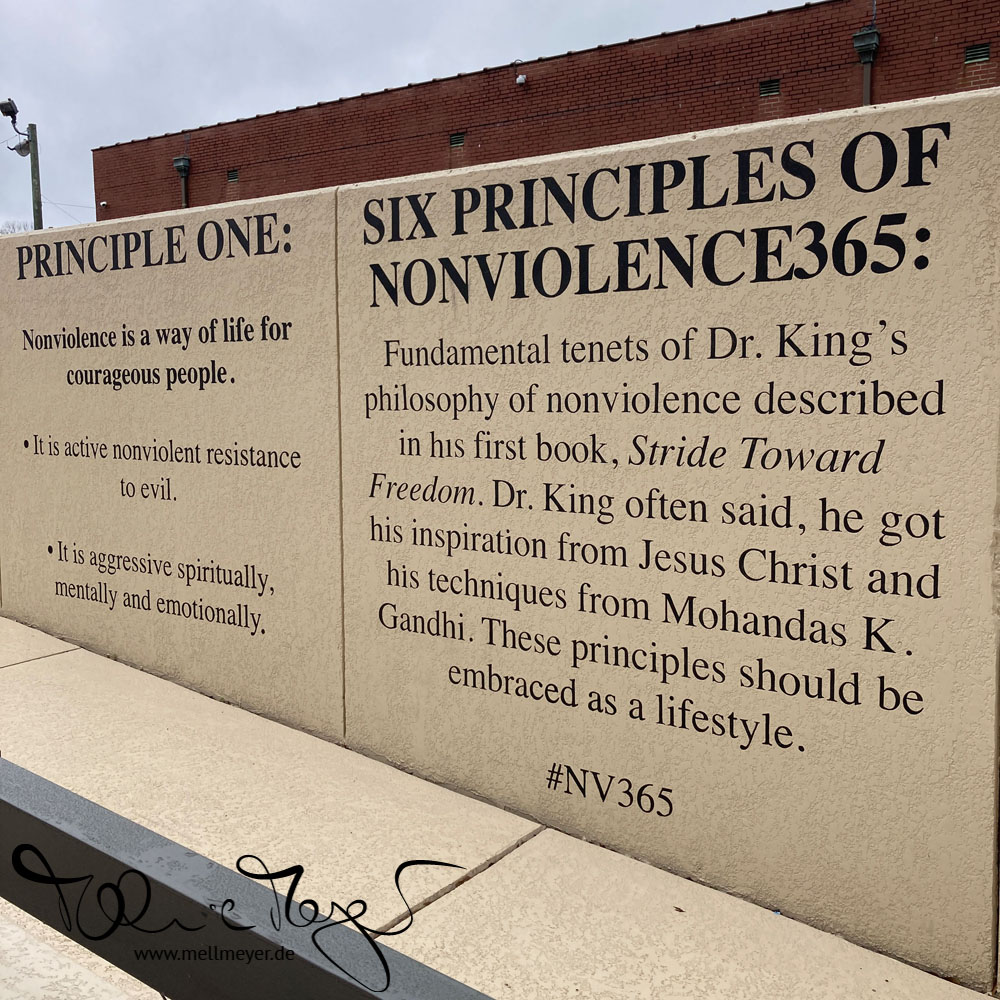 PRINCIPLE ONE:
Nonviolence is a way of life for
courageous people.
• It is active nonviolent resistance
to evil.
• It is aggressive spiritually,
mentally and emotionally.
SIX PRINCIPLES OF
NONVIOLENCE365:
Fundamental tenets of Dr. King's
philosophy of nonviolence described
in his first book, Stride Toward
Freedom. Dr. King often said, he got
his inspiration from Jesus Christ and
his techniques from Mohandas K.
Gandhi. These principles should be
embraced as a lifestyle.
#NV365
www.mellmeyer.de